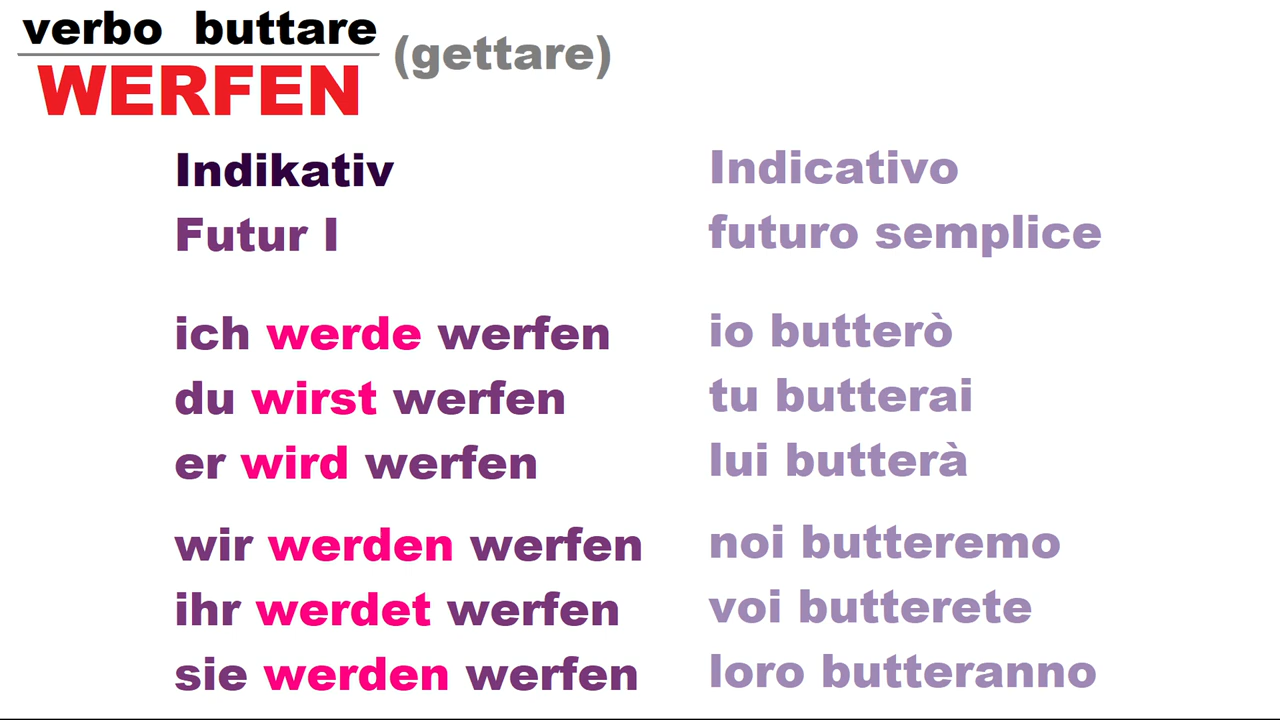 verbo buttare
(gettare)
WERFEN
Indikativ
Indicativo
Futur I
futuro semplice
ich werde werfen
io butterò
du wirst werfen
tu butterai
er wird werfen
lui butterà
wir werden werfen
noi butteremo
ihr werdet werfen
voi butterete
sie werden werfen
loro butteranno